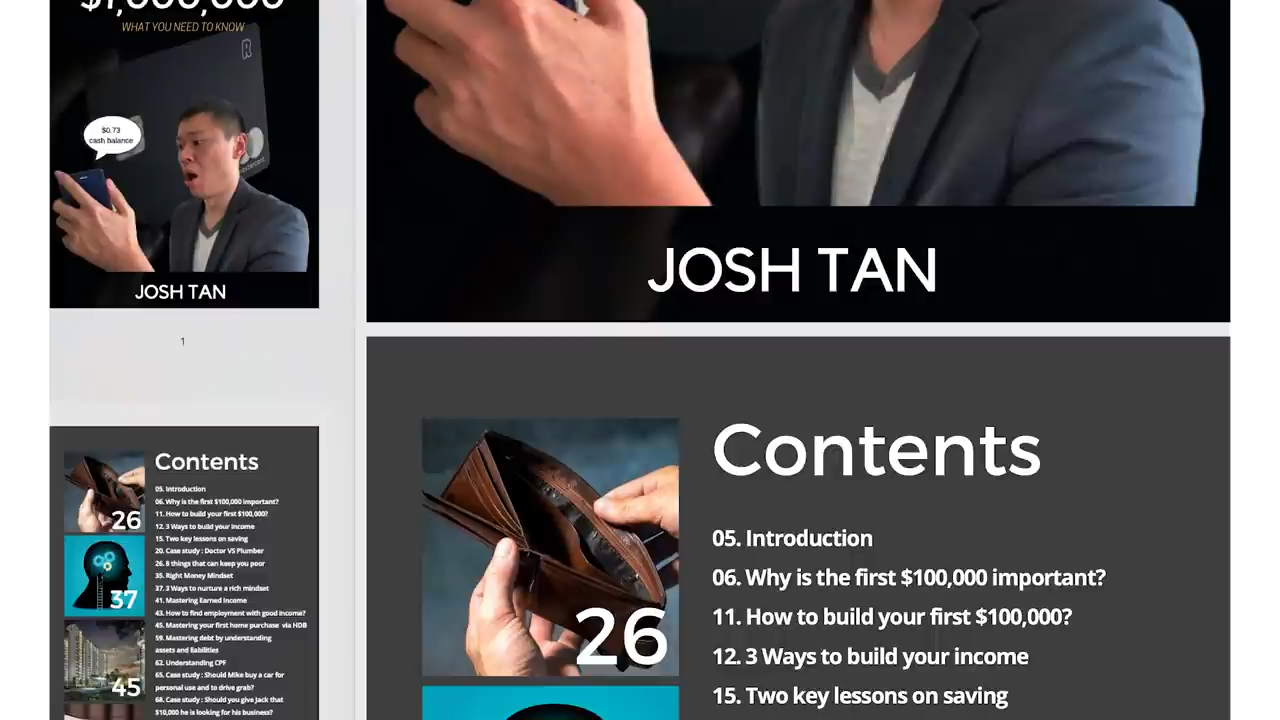 $1,000,000
WHAT YOU NEED TO KNOW
$0.73
cash balance
mastercard
JOSH TAN
1
Contents
05. Introduction
06. Why is the first $100,000 important?
11. How to build your first $100,000?
12. 3 Ways to build your income
15. Two key lessons on saving
20. Case study : Doctor VS Plumber
26. 8 things that can keep you poor
35. Right Money Mindset
37. 3 Ways to nurture a rich mindset
41. Mastering Earned Income
43. How to find employment with good income?
45. Mastering your first home purchase via HDB
59. Mastering debt by understanding
assets and liabilities
62. Understanding CPF
65. Case study : Should Mike buy a car for
personal use and to drive grab?
68. Case study : Should you give Jack that
$10,000 he is looking for his business?
26
37
45
JOSH TAN
Contents
05. Introduction
06. Why is the first $100,000 important?
11. How to build your first $100,000?
12. 3 Ways to build your income
15. Two key lessons on saving
26